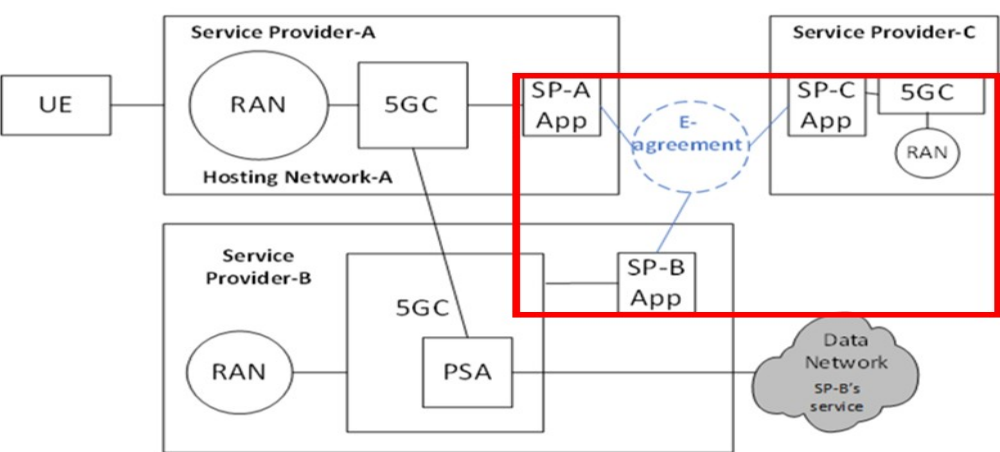 Service Provider-A
UE
RAN
5GC
SP-A
App
Hosting Network-A
E-
agreement
Service Provider-C
SP-C
App
5GC
RAN
Service
Provider-B
5GC
RAN
PSA
SP-B
App
Data
Network
SP-B's
service